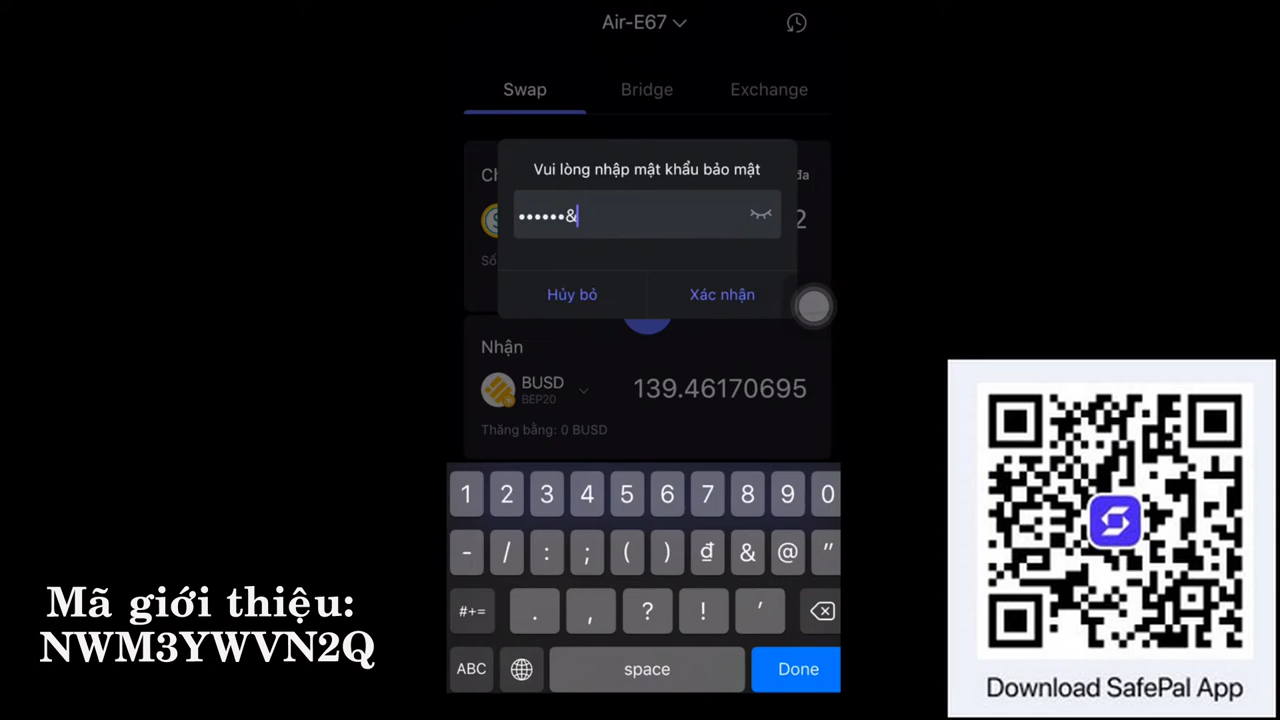 Air-E67
Swap Bridge Exchange
Vui lòng nhập mật khẩu bảo mật
••••••&
Hủy bỏ Xác nhận
Nhận
BUSD
BEP20
139.46170695
Thăng bằng: 0 BUSD
1 2 3 4 5 6 7 8 9 0
- / : ; ( ) ₫ & @ "
#+= . , ? ! '
ABC space Done
Mã giới thiệu:
NWM3YWVN2Q
Download SafePal App